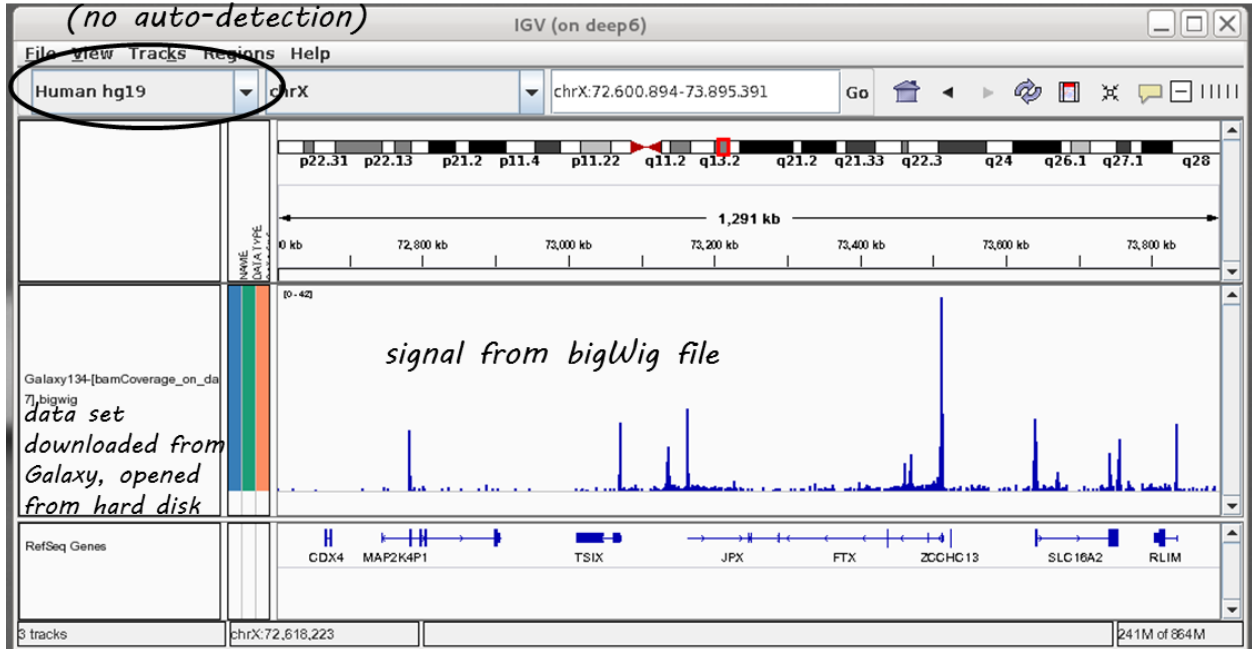 (no auto-detection)
IGV (on deep6)
File View Tracks Regions Help
Human hg19 chrX chrX:72.600.894-73.895.391 Go
p22.31 p22.13 p21.2 p11.4 p11.22 q11.2 q13.2 q21.2 q21.33 q22.3 q24 q26.1 q27.1 q28
1,291 kb
NAME
DATA TYPE
0 kb 72,800 kb 73,000 kb 73,200 kb 73,400 kb 73,600 kb 73,800 kb
[0 - 42]
signal from bigWig file
Galaxy134-[bamCoverage_on_da
7].bigwig
data set
downloaded from
Galaxy, opened
from hard disk
RefSeq Genes
CDX4 MAP2K4P1 TSIX JPX FTX ZCCHC13 SLC16A2 RLIM
3 tracks chrX:72,618,223 241M of 864M